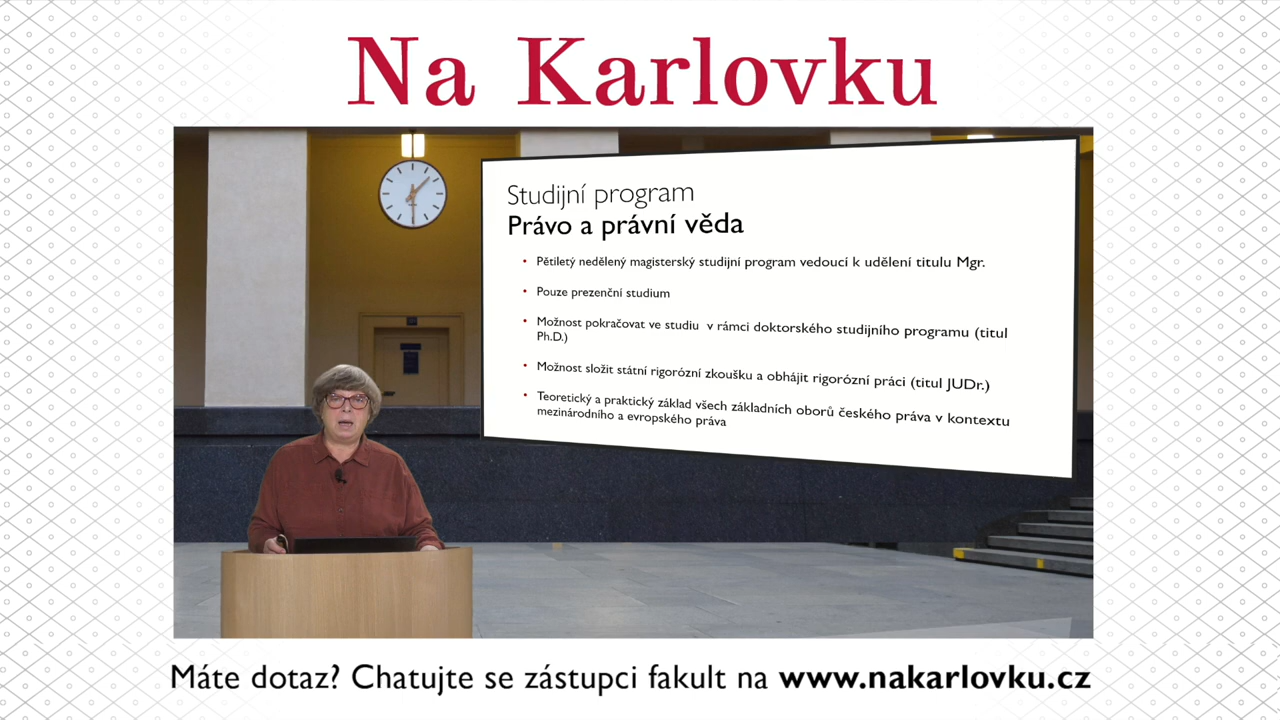 Na Karlovku
Studijní program
Právo a právní věda
• Pětiletý nedělený magisterský studijní program vedoucí k udělení titulu Mgr.
• Pouze prezenční studium
• Možnost pokračovat ve studiu v rámci doktorského studijního programu (titul
Ph.D.)
• Možnost složit státní rigorózní zkoušku a obhájit rigorózní práci (titul JUDr.)
• Teoretický a praktický základ všech základních oborů českého práva v kontextu
mezinárodního a evropského práva
Máte dotaz? Chatujte se zástupci fakult na www.nakarlovku.cz